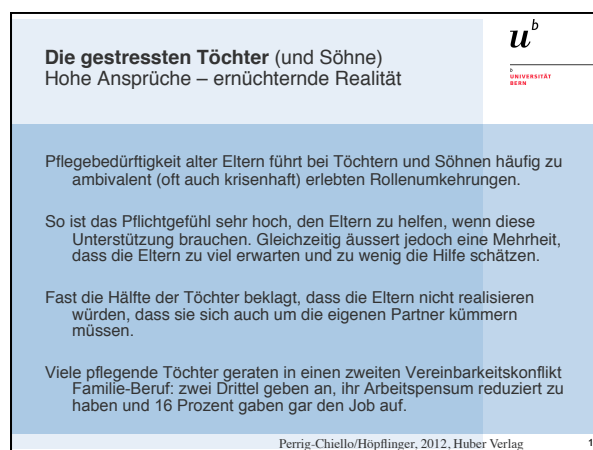 Die gestressten Töchter (und Söhne)
Hohe Ansprüche – ernüchternde Realität
u^b
b
UNIVERSITÄT
BERN
Pflegebedürftigkeit alter Eltern führt bei Töchtern und Söhnen häufig zu
ambivalent (oft auch krisenhaft) erlebten Rollenumkehrungen.
So ist das Pflichtgefühl sehr hoch, den Eltern zu helfen, wenn diese
Unterstützung brauchen. Gleichzeitig äussert jedoch eine Mehrheit,
dass die Eltern zu viel erwarten und zu wenig die Hilfe schätzen.
Fast die Hälfte der Töchter beklagt, dass die Eltern nicht realisieren
würden, dass sie sich auch um die eigenen Partner kümmern
müssen.
Viele pflegende Töchter geraten in einen zweiten Vereinbarkeitskonflikt
Familie-Beruf: zwei Drittel geben an, ihr Arbeitspensum reduziert zu
haben und 16 Prozent gaben gar den Job auf.
Perrig-Chiello/Höpflinger, 2012, Huber Verlag
1